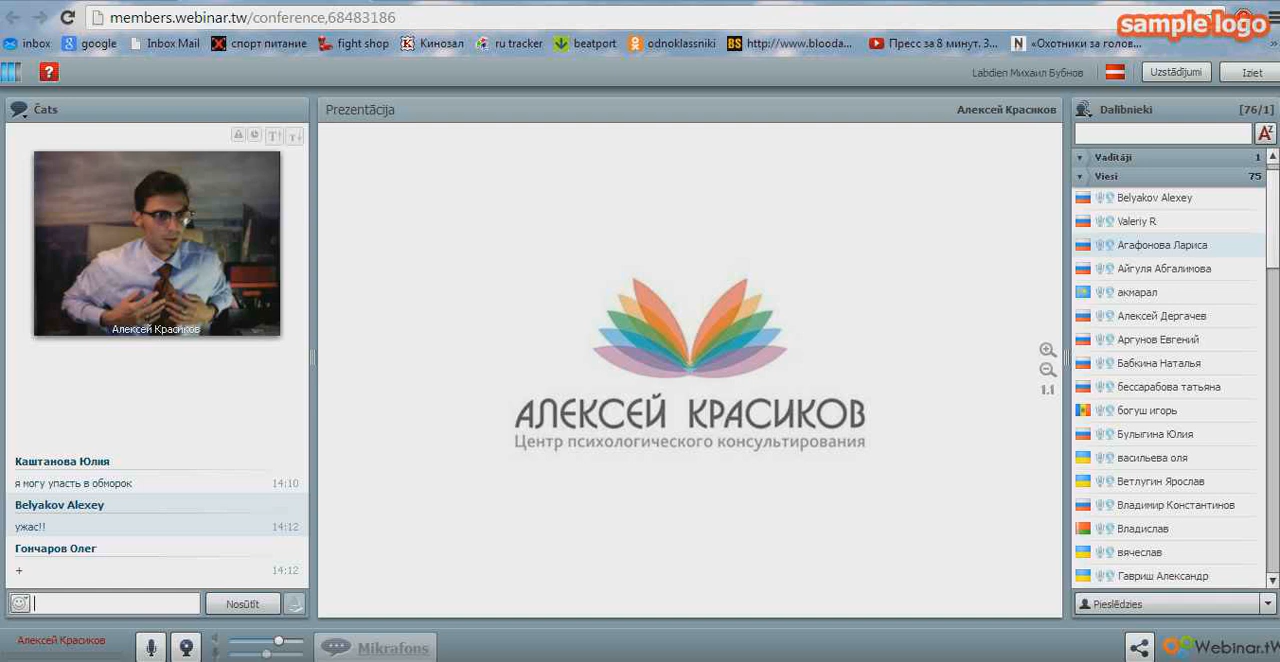 members.webinar.tw/conference,68483186
sample logo
inbox google Inbox Mail спорт питание fight shop Кинозал ru tracker beatport odnoklassniki http://www.blooda... Пресс за 8 минут. З... «Охотники за голов...
Labdien Михаил Бубнов Uzstādījumi Iziet
Čats
Алексей Красиков
Каштанова Юлия
я могу упасть в обморок 14:10
Belyakov Alexey
ужас!! 14:12
Гончаров Олег
+ 14:12
Nosūtīt
Prezentācija Алексей Красиков
АЛЕКСЕЙ КРАСИКОВ
Центр психологического консультирования
1.1
Dalībnieki [76/1]
Vadītāji 1
Viesi 75
Belyakov Alexey
Valeriy R
Агафонова Лариса
Айгуля Абгалимова
акмарал
Алексей Дергачев
Аргунов Евгений
Бабкина Наталья
бессарабова татьяна
богуш игорь
Булыгина Юлия
васильева оля
Ветлугин Ярослав
Владимир Константинов
Владислав
вячеслав
Гавриш Александр
Pieslēdzies
Алексей Красиков
Mikrafons
Webinar.tw